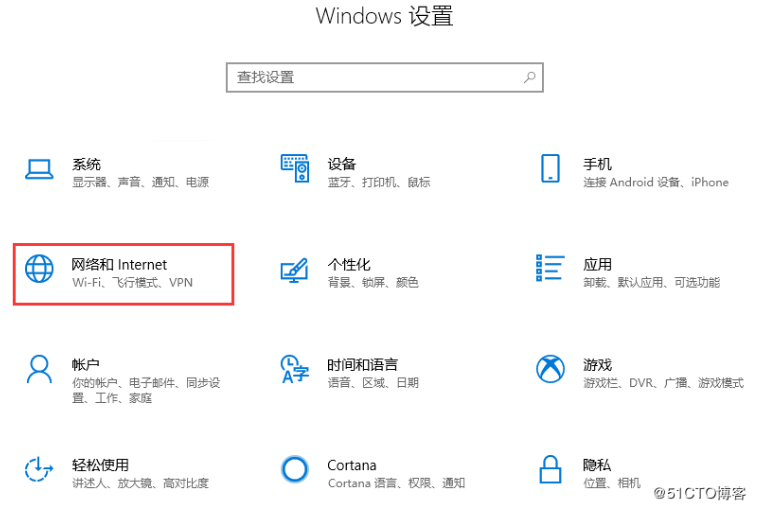 Windows 设置
查找设置
系统
显示器、声音、通知、电源
设备
蓝牙、打印机、鼠标
手机
连接 Android 设备、iPhone
网络和 Internet
Wi-Fi、飞行模式、VPN
个性化
背景、锁屏、颜色
应用
卸载、默认应用、可选功能
帐户
你的帐户、电子邮件、同步设
置、工作、家庭
时间和语言
语音、区域、日期
游戏
游戏栏、DVR、广播、游戏模式
轻松使用
讲述人、放大镜、高对比度
Cortana
Cortana 语言、权限、通知
隐私
位置、相机
@51CTO博客